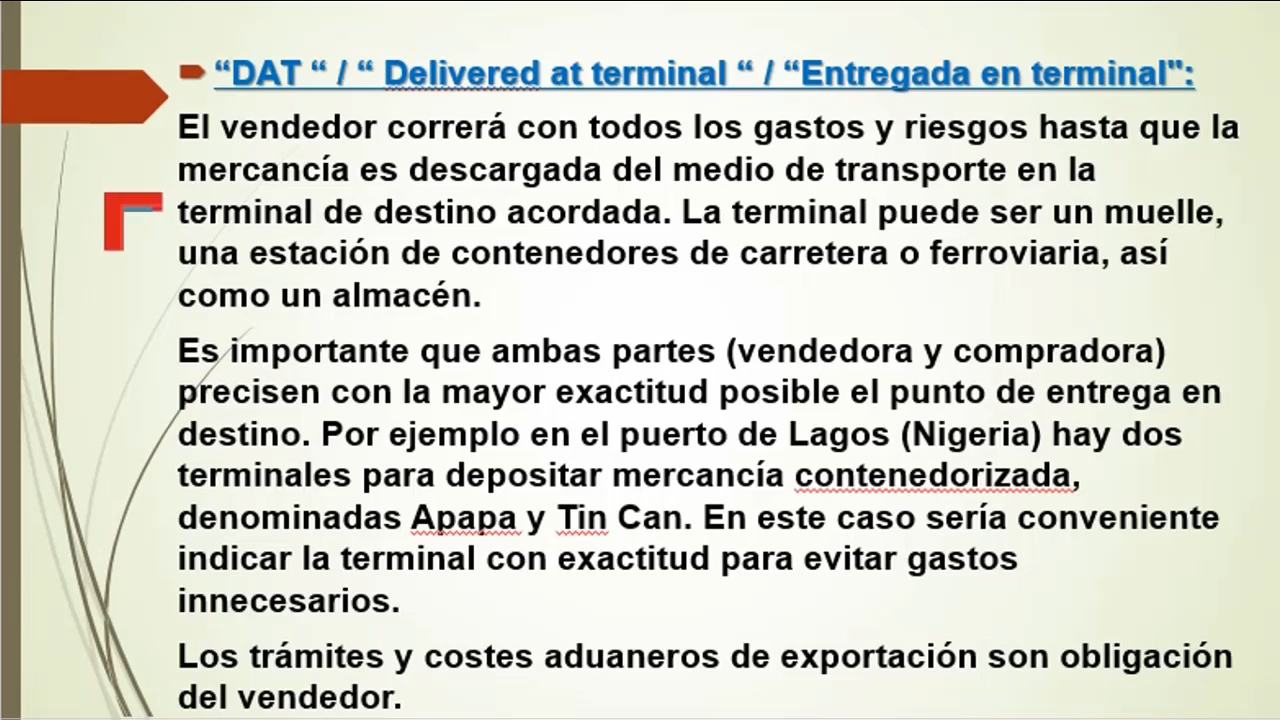 “DAT “ / “ Delivered at terminal “ / “Entregada en terminal":
El vendedor correrá con todos los gastos y riesgos hasta que la
mercancía es descargada del medio de transporte en la
terminal de destino acordada. La terminal puede ser un muelle,
una estación de contenedores de carretera o ferroviaria, así
como un almacén.
Es importante que ambas partes (vendedora y compradora)
precisen con la mayor exactitud posible el punto de entrega en
destino. Por ejemplo en el puerto de Lagos (Nigeria) hay dos
terminales para depositar mercancía contenedorizada,
denominadas Apapa y Tin Can. En este caso sería conveniente
indicar la terminal con exactitud para evitar gastos
innecesarios.
Los trámites y costes aduaneros de exportación son obligación
del vendedor.